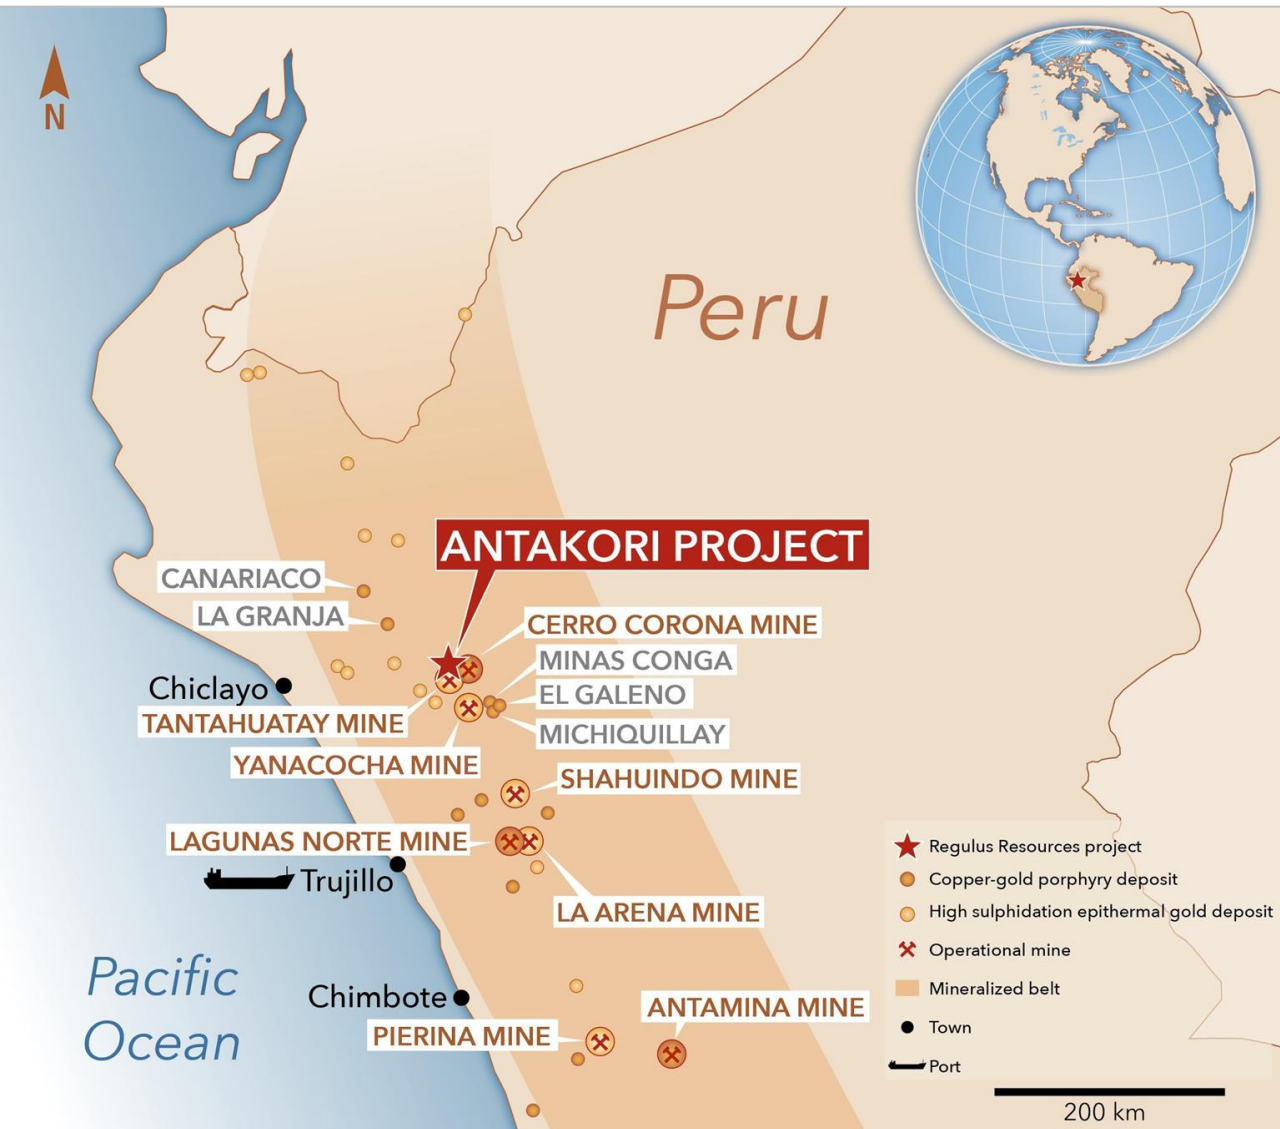 N
Peru
ANTAKORI PROJECT
CANARIACO
LA GRANJA
CERRO CORONA MINE
MINAS CONGA
Chiclayo
EL GALENO
TANTAHUATAY MINE
MICHIQUILLAY
YANACOCHA MINE
SHAHUINDO MINE
LAGUNAS NORTE MINE
Trujillo
LA ARENA MINE
Pacific
Ocean
Chimbote
PIERINA MINE
ANTAMINA MINE
Regulus Resources project
Copper-gold porphyry deposit
High sulphidation epithermal gold deposit
Operational mine
Mineralized belt
Town
Port
200 km